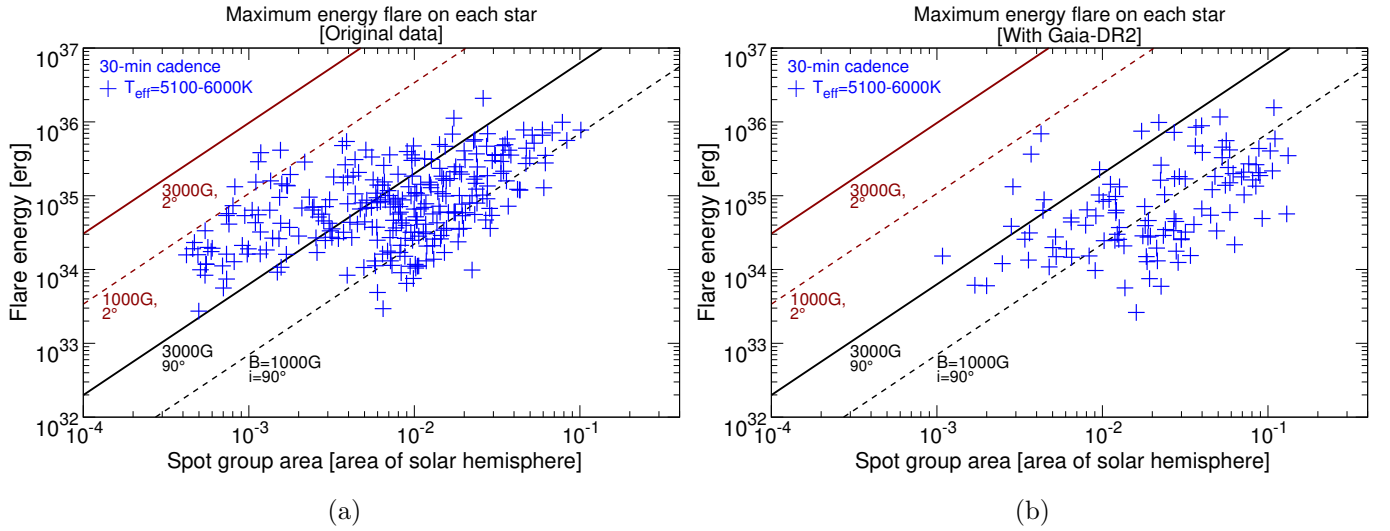 Maximum energy flare on each star
[Original data]
Flare energy [erg]
10^37
10^36
10^35
10^34
10^33
10^32
30-min cadence
T_eff=5100-6000K
3000G,
2°
1000G,
2°
3000G
90°
B=1000G
i=90°
10^-4
10^-3
10^-2
10^-1
Spot group area [area of solar hemisphere]
(a)
Maximum energy flare on each star
[With Gaia-DR2]
Flare energy [erg]
10^37
10^36
10^35
10^34
10^33
10^32
30-min cadence
T_eff=5100-6000K
3000G,
2°
1000G,
2°
3000G
90°
B=1000G
i=90°
10^-4
10^-3
10^-2
10^-1
Spot group area [area of solar hemisphere]
(b)